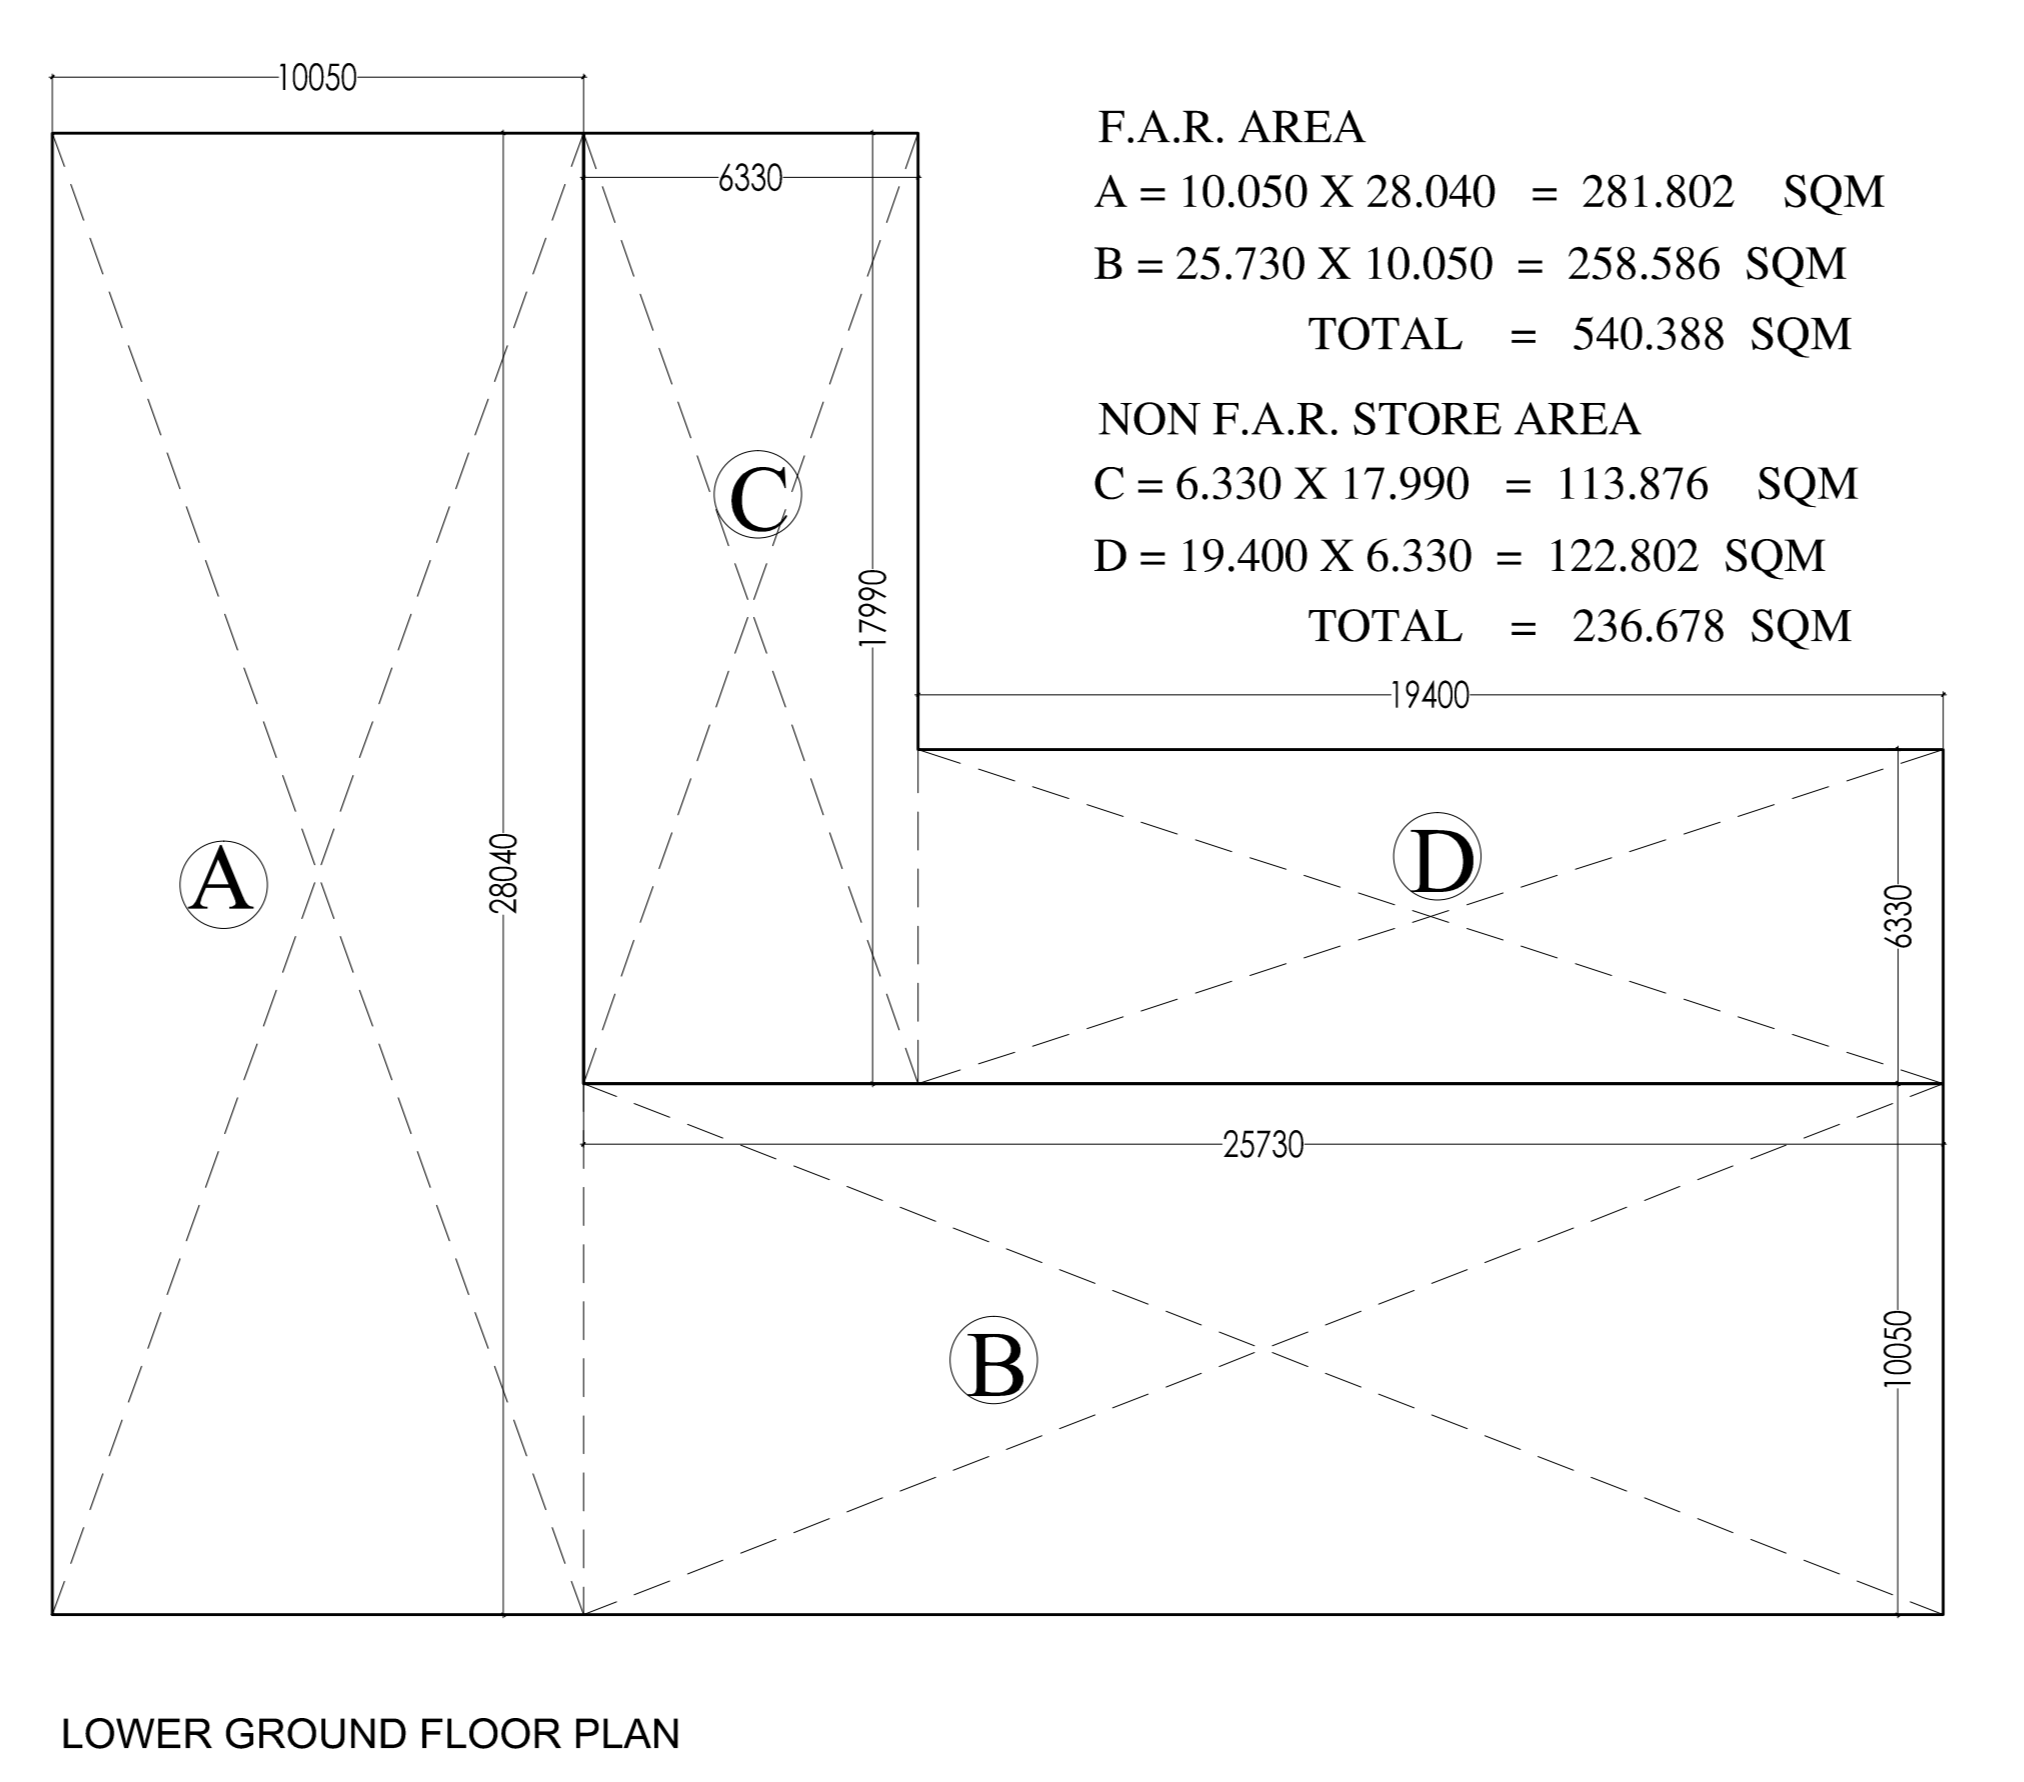 10050
F.A.R. AREA
6330
A = 10.050 X 28.040 = 281.802 SQM
B = 25.730 X 10.050 = 258.586 SQM
TOTAL = 540.388 SQM
NON F.A.R. STORE AREA
C = 6.330 X 17.990 = 113.876 SQM
C
D = 19.400 X 6.330 = 122.802 SQM
17990
TOTAL = 236.678 SQM
19400
A
28040
D
6330
25730
B
10050
LOWER GROUND FLOOR PLAN